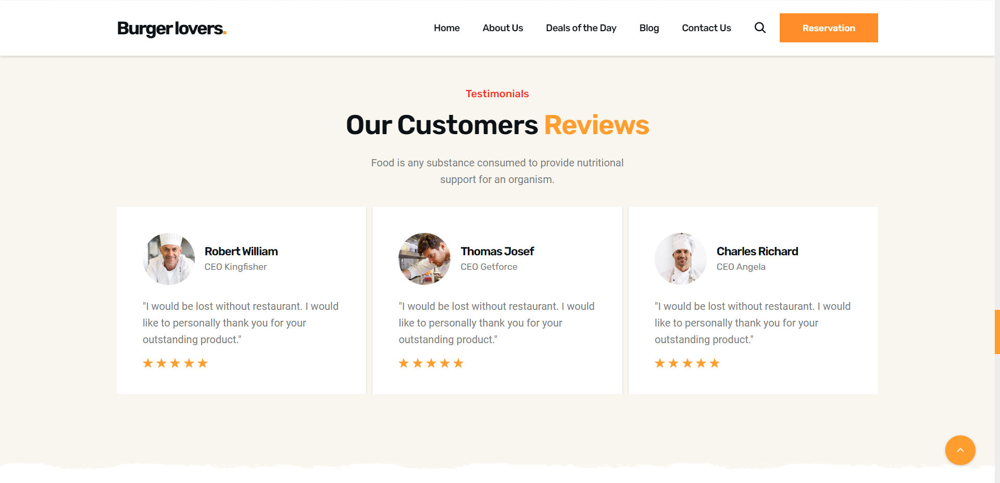 Burger lovers.
Home About Us Deals of the Day Blog Contact Us Reservation
Testimonials
Our Customers Reviews
Food is any substance consumed to provide nutritional
support for an organism.
Robert William
CEO Kingfisher
"I would be lost without restaurant. I would
like to personally thank you for your
outstanding product."
Thomas Josef
CEO Getforce
"I would be lost without restaurant. I would
like to personally thank you for your
outstanding product."
Charles Richard
CEO Angela
"I would be lost without restaurant. I would
like to personally thank you for your
outstanding product."